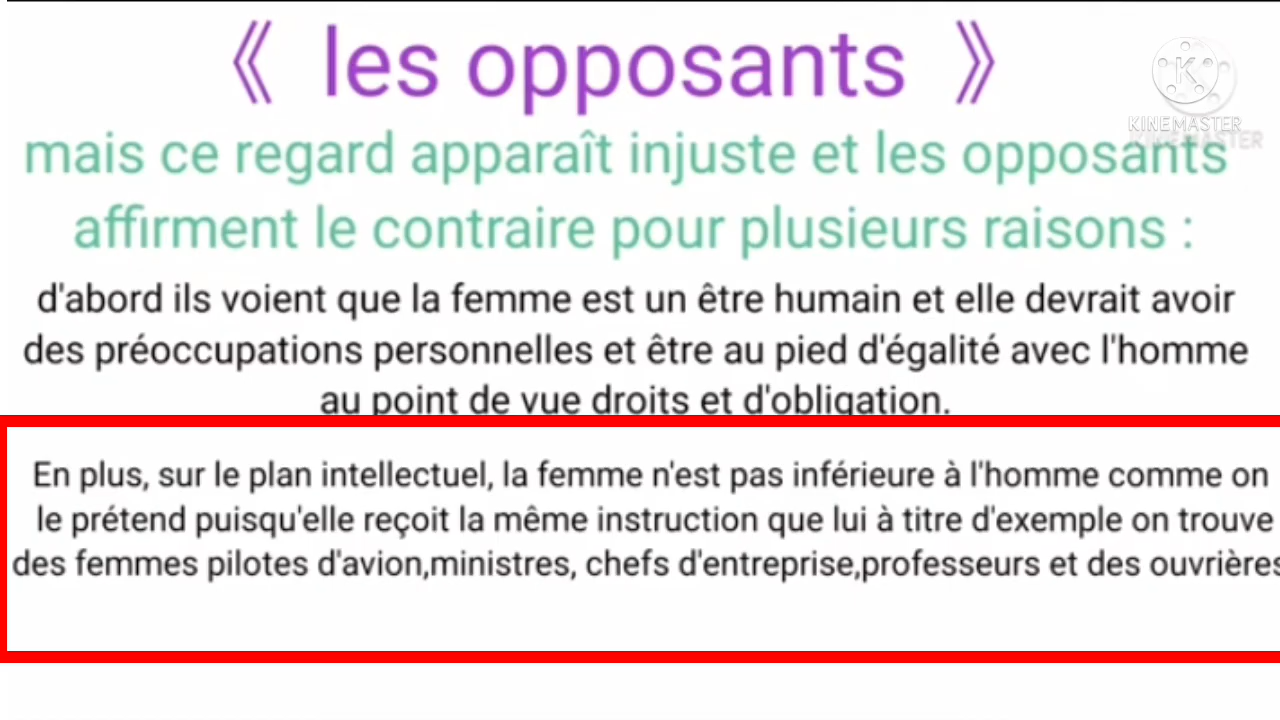 《 les opposants 》
KINEMASTER
mais ce regard apparaît injuste et les opposants
affirment le contraire pour plusieurs raisons :
d'abord ils voient que la femme est un être humain et elle devrait avoir
des préoccupations personnelles et être au pied d'égalité avec l'homme
au point de vue droits et d'obligation.
En plus, sur le plan intellectuel, la femme n'est pas inférieure à l'homme comme on
le prétend puisqu'elle reçoit la même instruction que lui à titre d'exemple on trouve
des femmes pilotes d'avion,ministres, chefs d'entreprise,professeurs et des ouvrières